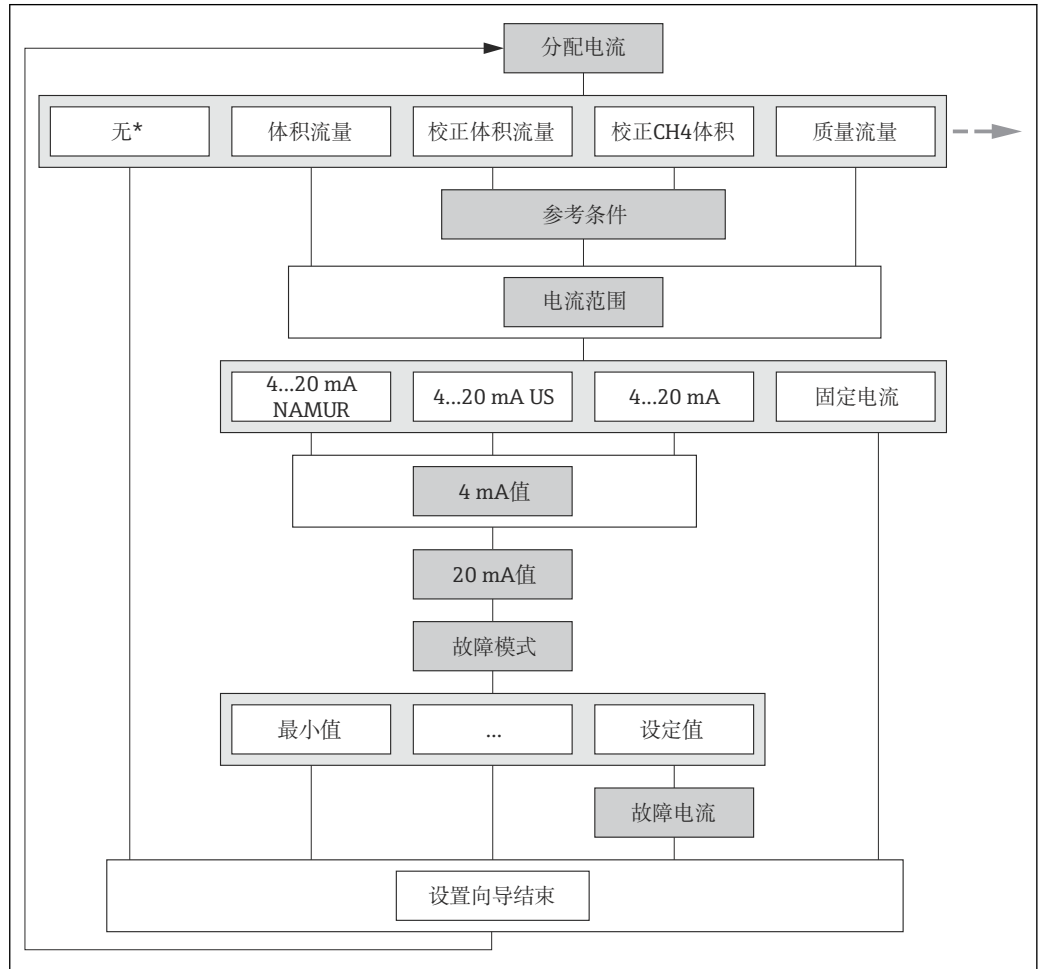 分配电流
无*
体积流量
校正体积流量
校正CH4体积
质量流量
参考条件
电流范围
4...20 mA
NAMUR
4...20 mA US
4...20 mA
固定电流
4 mA值
20 mA值
故障模式
最小值
...
设定值
故障电流
设置向导结束